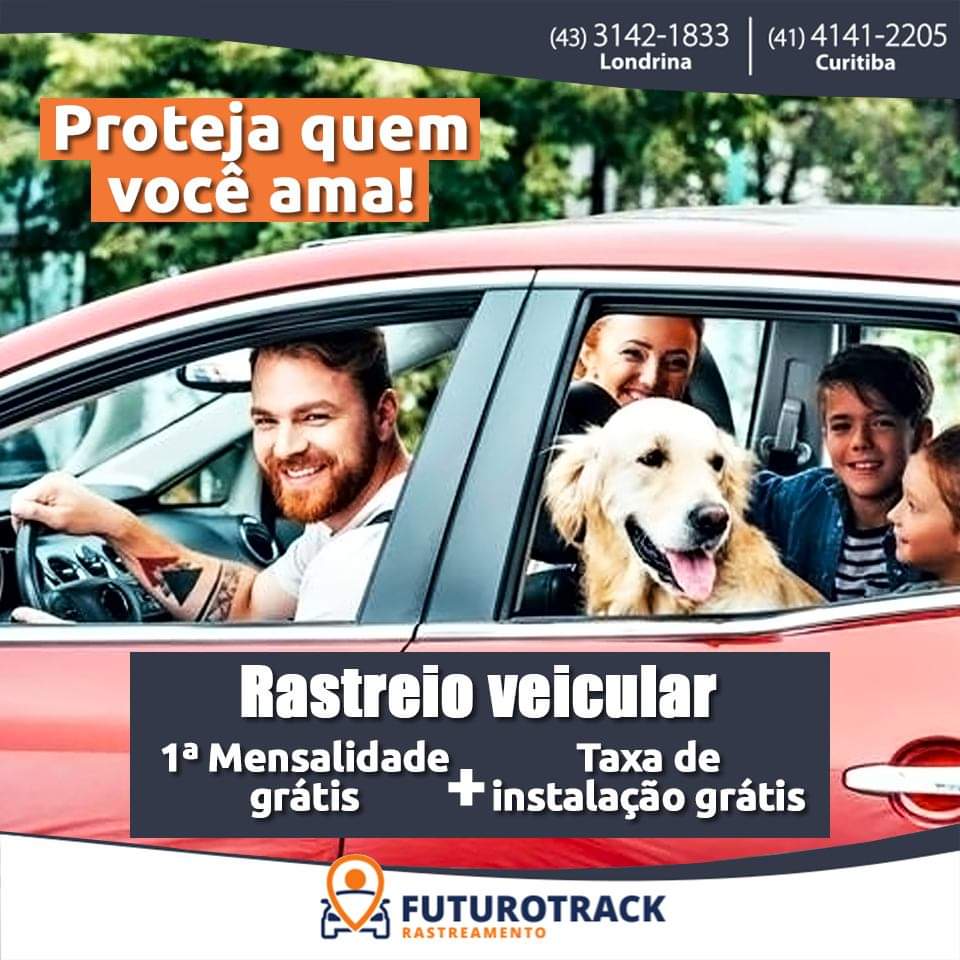 (43) 3142-1833
Londrina
(41) 4141-2205
Curitiba
Proteja quem
você ama!
Rastreio veicular
1ª Mensalidade
grátis
+
Taxa de
instalação grátis
FUTUROTRACK
RASTREAMENTO